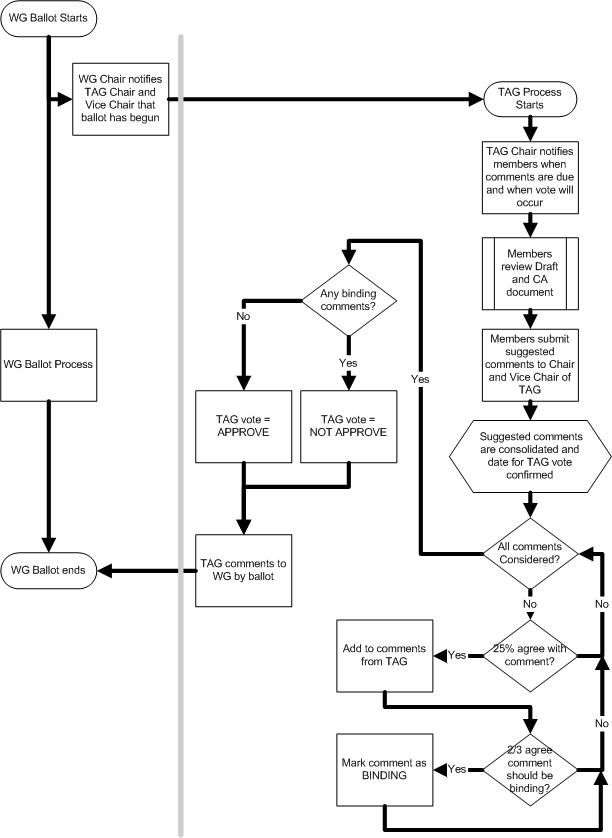 WG Ballot Starts
WG Chair notifies
TAG Chair and
Vice Chair that
ballot has begun
TAG Process
Starts
TAG Chair notifies
members when
comments are due
and when vote will
occur
Members
review Draft
and CA
document
Any binding
comments?
No
Yes
Yes
WG Ballot Process
Members submit
suggested
comments to Chair
and Vice Chair of
TAG
TAG vote =
APPROVE
TAG vote =
NOT APPROVE
Suggested comments
are consolidated and
date for TAG vote
confirmed
WG Ballot ends
TAG comments to
WG by ballot
All comments
Considered?
No
No
Add to comments
from TAG
Yes
25% agree with
comment?
No
Mark comment as
BINDING
Yes
2/3 agree
comment
should be
binding?